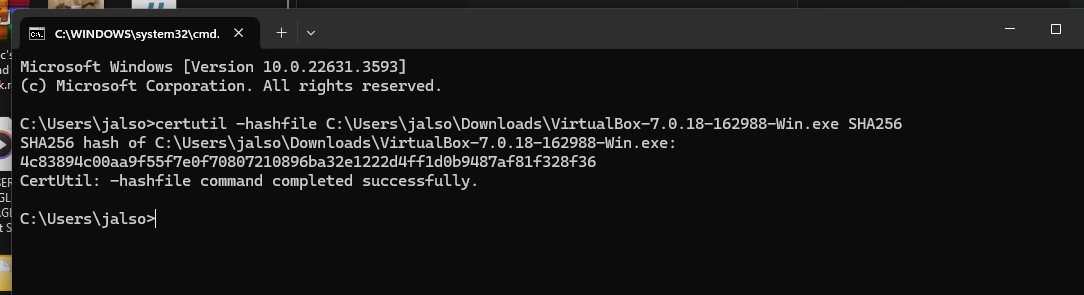 C:\WINDOWS\system32\cmd.
Microsoft Windows [Version 10.0.22631.3593]
(c) Microsoft Corporation. All rights reserved.
C:\Users\jalso>certutil -hashfile C:\Users\jalso\Downloads\VirtualBox-7.0.18-162988-Win.exe SHA256
SHA256 hash of C:\Users\jalso\Downloads\VirtualBox-7.0.18-162988-Win.exe:
4c83894c00aa9f55f7e0f70807210896ba32e1222d4ff1d0b9487af81f328f36
CertUtil: -hashfile command completed successfully.
C:\Users\jalso>